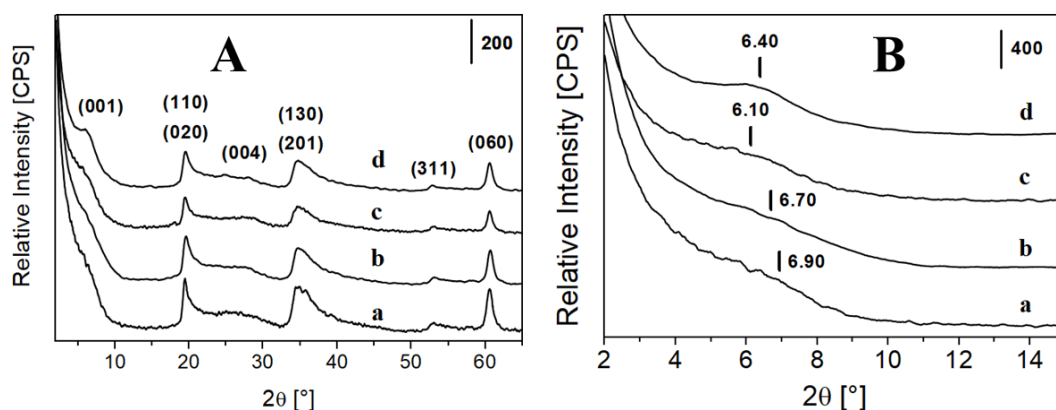 A
200
(001)
(110)
(020)
(004)
(130)
(201)
(311)
(060)
d
c
b
a
Relative Intensity [CPS]
10 20 30 40 50 60
2θ [°]
B
400
6.40
d
6.10
c
6.70
b
6.90
a
Relative Intensity [CPS]
2 4 6 8 10 12 14
2θ [°]